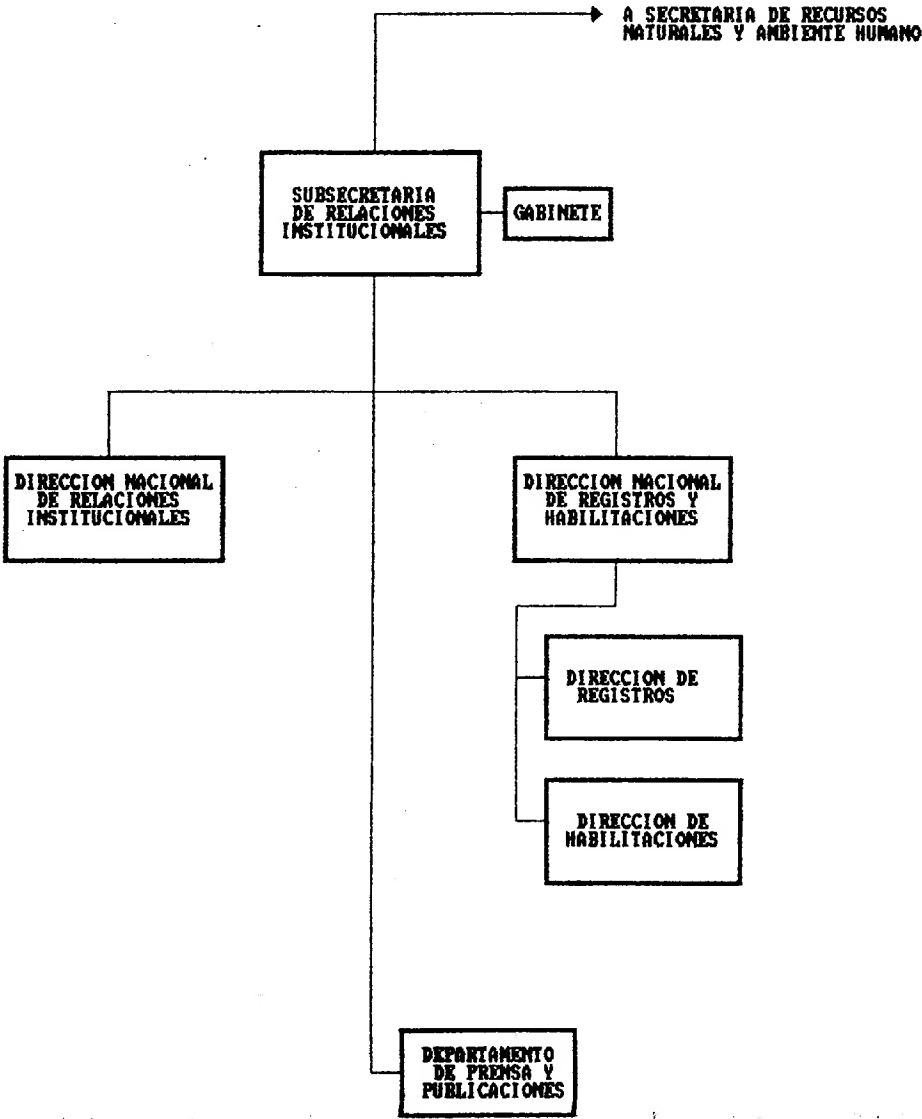 A SECRETARIA DE RECURSOS
NATURALES Y AMBIENTE HUMANO
SUBSECRETARIA
DE RELACIONES
INSTITUCIONALES
GABINETE
DIRECCION NACIONAL
DE RELACIONES
INSTITUCIONALES
DIRECCION NACIONAL
DE REGISTROS Y
HABILITACIONES
DIRECCION DE
REGISTROS
DIRECCION DE
HABILITACIONES
DEPARTAMENTO
DE PRENSA Y
PUBLICACIONES